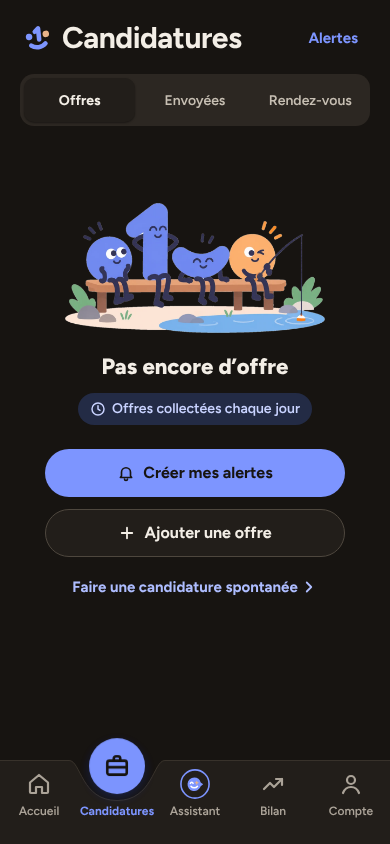 Candidatures
Alertes
Offres
Envoyées
Rendez-vous
Pas encore d’offre
Offres collectées chaque jour
Créer mes alertes
Ajouter une offre
Faire une candidature spontanée
Accueil
Candidatures
Assistant
Bilan
Compte